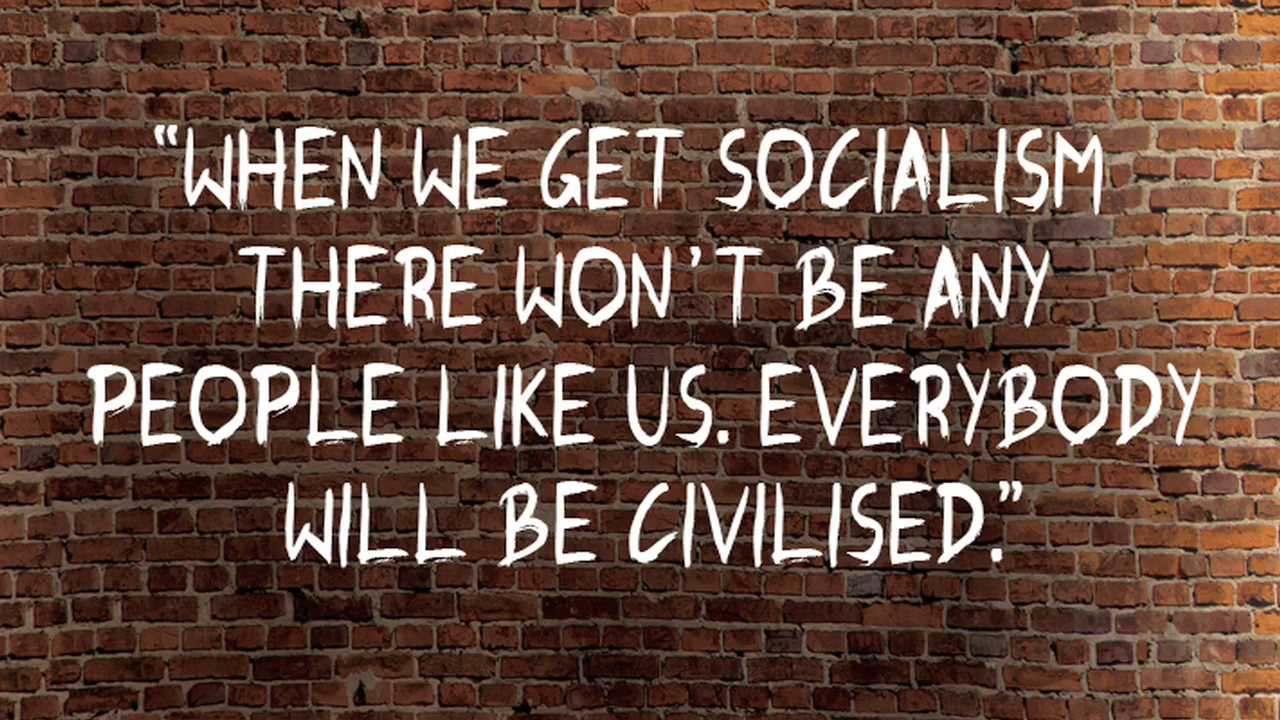 “WHEN WE GET SOCIALISM
THERE WON’T BE ANY
PEOPLE LIKE US. EVERYBODY
WILL BE CIVILISED.”